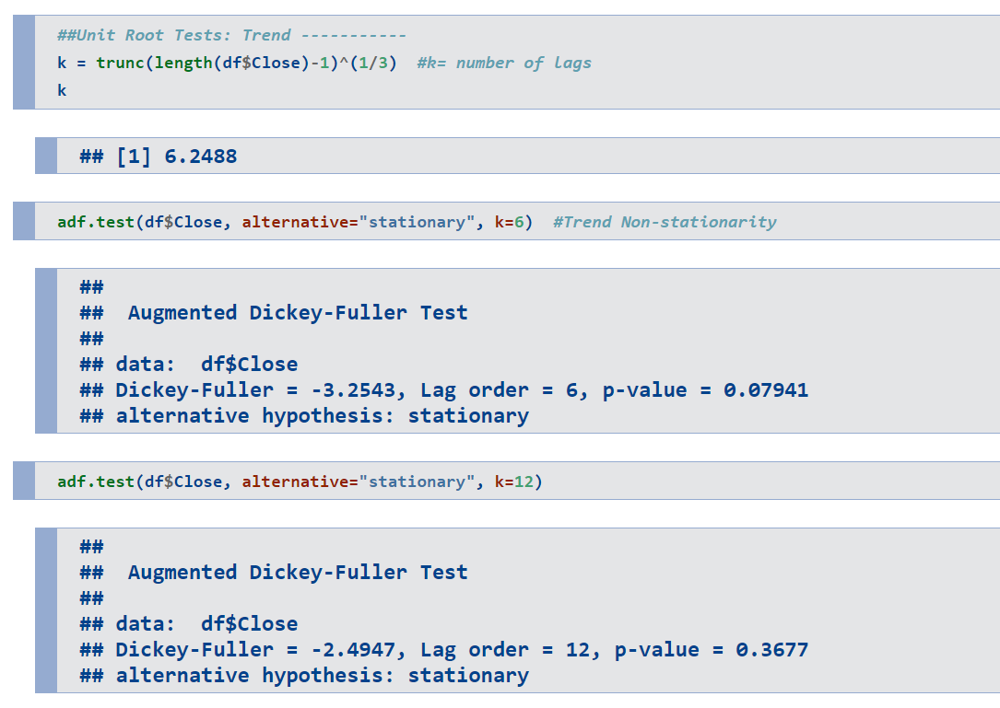 ##Unit Root Tests: Trend -----------
k = trunc(length(df$Close)-1)^(1/3)  #k= number of lags
k
## [1] 6.2488
adf.test(df$Close, alternative="stationary", k=6)  #Trend Non-stationarity
##
##  Augmented Dickey-Fuller Test
##
## data:  df$Close
## Dickey-Fuller = -3.2543, Lag order = 6, p-value = 0.07941
## alternative hypothesis: stationary
adf.test(df$Close, alternative="stationary", k=12)
##
##  Augmented Dickey-Fuller Test
##
## data:  df$Close
## Dickey-Fuller = -2.4947, Lag order = 12, p-value = 0.3677
## alternative hypothesis: stationary